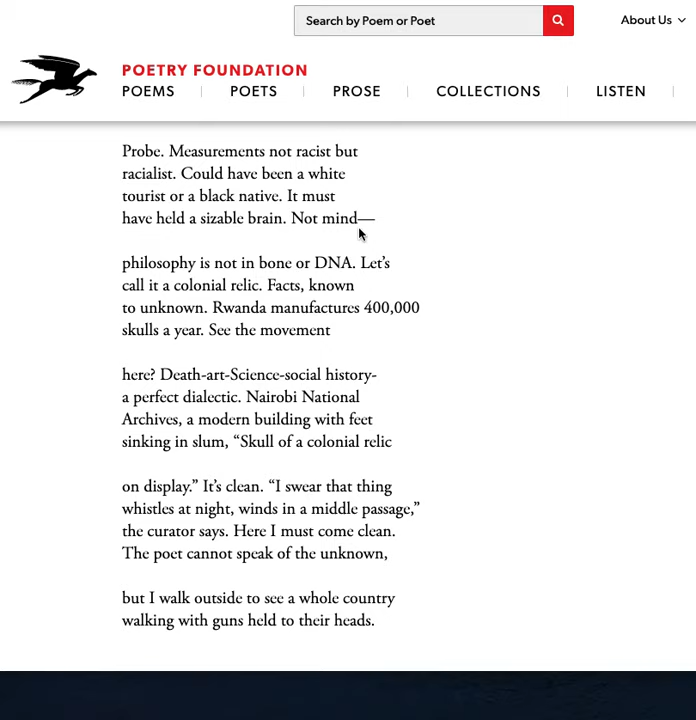 Search by Poem or Poet
About Us
POETRY FOUNDATION
POEMS
POETS
PROSE
COLLECTIONS
LISTEN
Probe. Measurements not racist but
racialist. Could have been a white
tourist or a black native. It must
have held a sizable brain. Not mind—
philosophy is not in bone or DNA. Let’s
call it a colonial relic. Facts, known
to unknown. Rwanda manufactures 400,000
skulls a year. See the movement
here? Death-art-Science-social history-
a perfect dialectic. Nairobi National
Archives, a modern building with feet
sinking in slum, “Skull of a colonial relic
on display.” It’s clean. “I swear that thing
whistles at night, winds in a middle passage,”
the curator says. Here I must come clean.
The poet cannot speak of the unknown,
but I walk outside to see a whole country
walking with guns held to their heads.